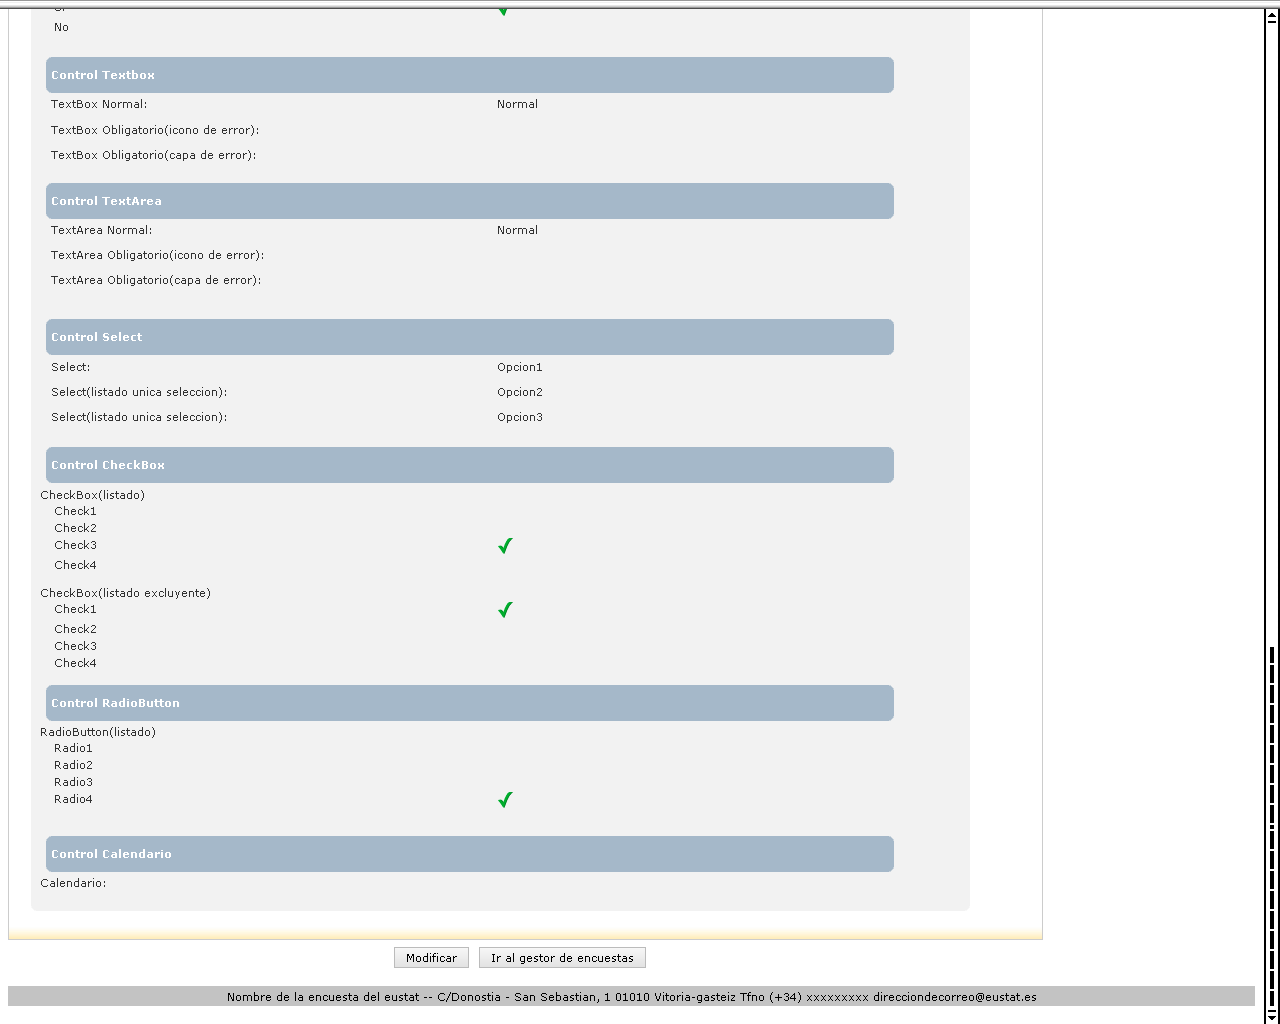 No
Control Textbox
TextBox Normal: Normal
TextBox Obligatorio(icono de error):
TextBox Obligatorio(capa de error):
Control TextArea
TextArea Normal: Normal
TextArea Obligatorio(icono de error):
TextArea Obligatorio(capa de error):
Control Select
Select: Opcion1
Select(listado unica seleccion): Opcion2
Select(listado unica seleccion): Opcion3
Control CheckBox
CheckBox(listado)
Check1
Check2
Check3
Check4
CheckBox(listado excluyente)
Check1
Check2
Check3
Check4
Control RadioButton
RadioButton(listado)
Radio1
Radio2
Radio3
Radio4
Control Calendario
Calendario:
Modificar Ir al gestor de encuestas
Nombre de la encuesta del eustat -- C/Donostia - San Sebastian, 1 01010 Vitoria-gasteiz Tfno (+34) xxxxxxxxx direcciondecorreo@eustat.es